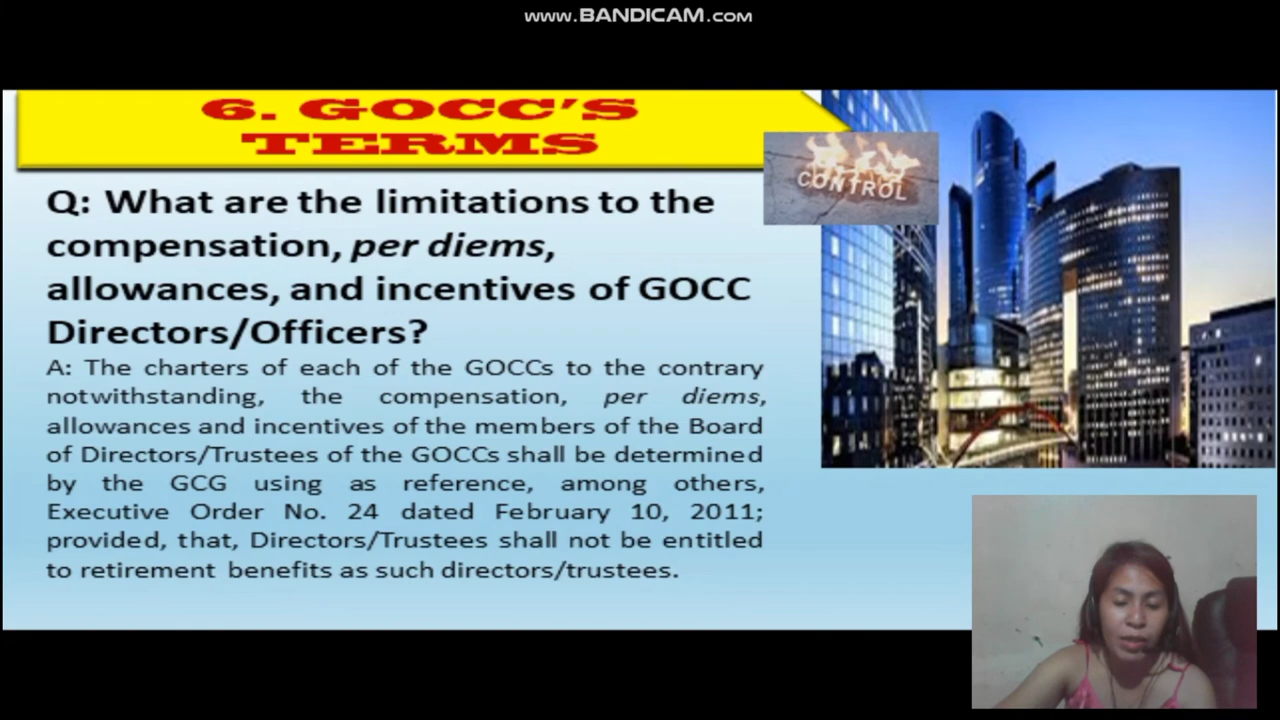 www.BANDICAM.com
6. GOCC'S
TERMS
CONTROL
Q: What are the limitations to the
compensation, per diems,
allowances, and incentives of GOCC
Directors/Officers?
A: The charters of each of the GOCCs to the contrary
notwithstanding, the compensation, per diems,
allowances and incentives of the members of the Board
of Directors/Trustees of the GOCCs shall be determined
by the GCG using as reference, among others,
Executive Order No. 24 dated February 10, 2011;
provided, that, Directors/Trustees shall not be entitled
to retirement benefits as such directors/trustees.